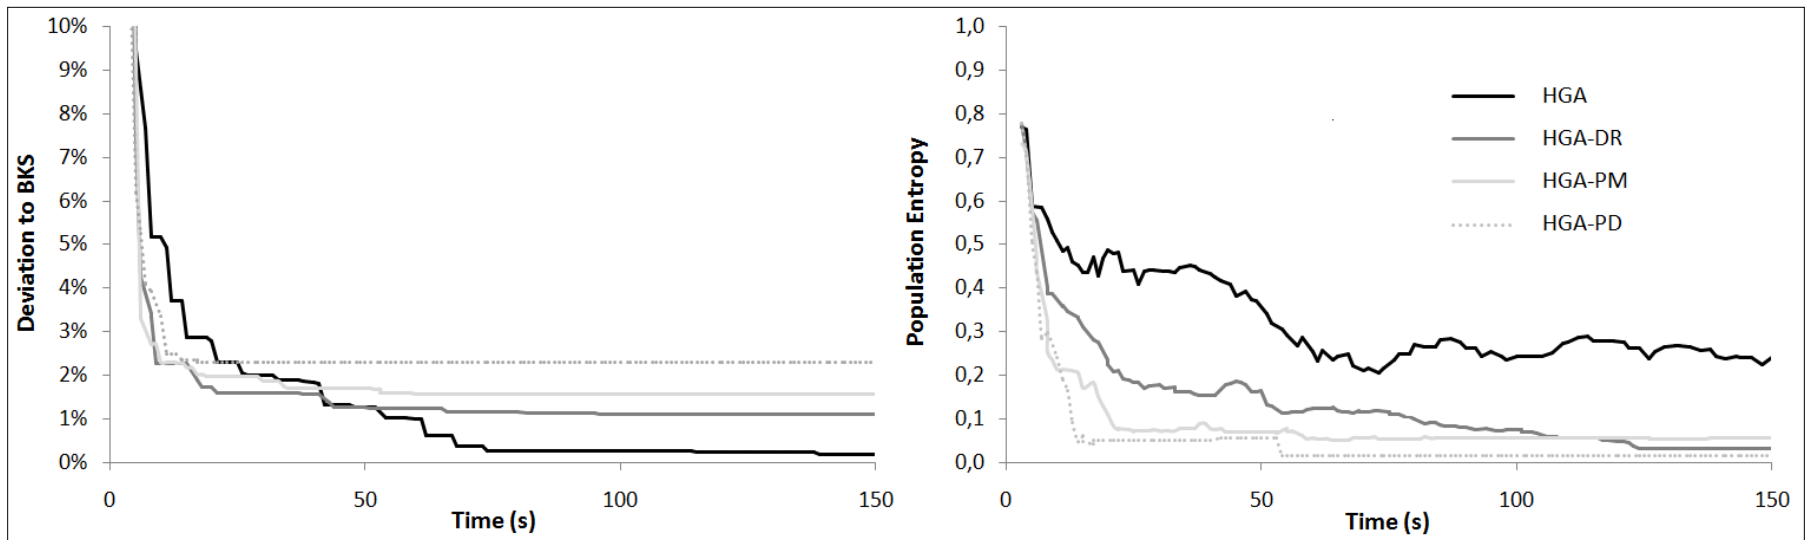 10%
9%
8%
7%
6%
5%
4%
3%
2%
1%
0%
Deviation to BKS
0 50 100 150
Time (s)
1,0
0,9
0,8
0,7
0,6
0,5
0,4
0,3
0,2
0,1
0,0
Population Entropy
0 50 100 150
Time (s)
HGA
HGA-DR
HGA-PM
HGA-PD